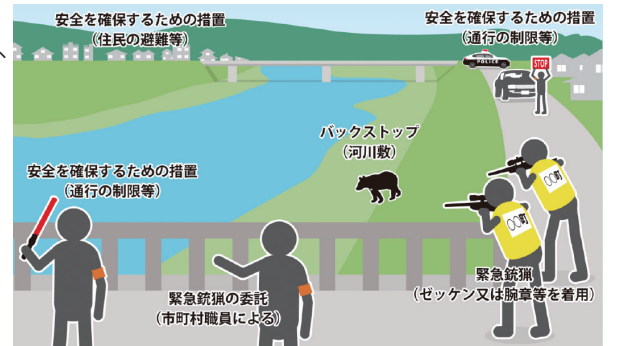 安全を確保するための措置
（住民の避難等）
安全を確保するための措置
（通行の制限等）
POLICE
STOP
バックストップ
（河川敷）
安全を確保するための措置
（通行の制限等）
〇〇町
〇〇町
緊急銃猟の委託
（市町村職員による）
緊急銃猟
（ゼッケン又は腕章等を着用）